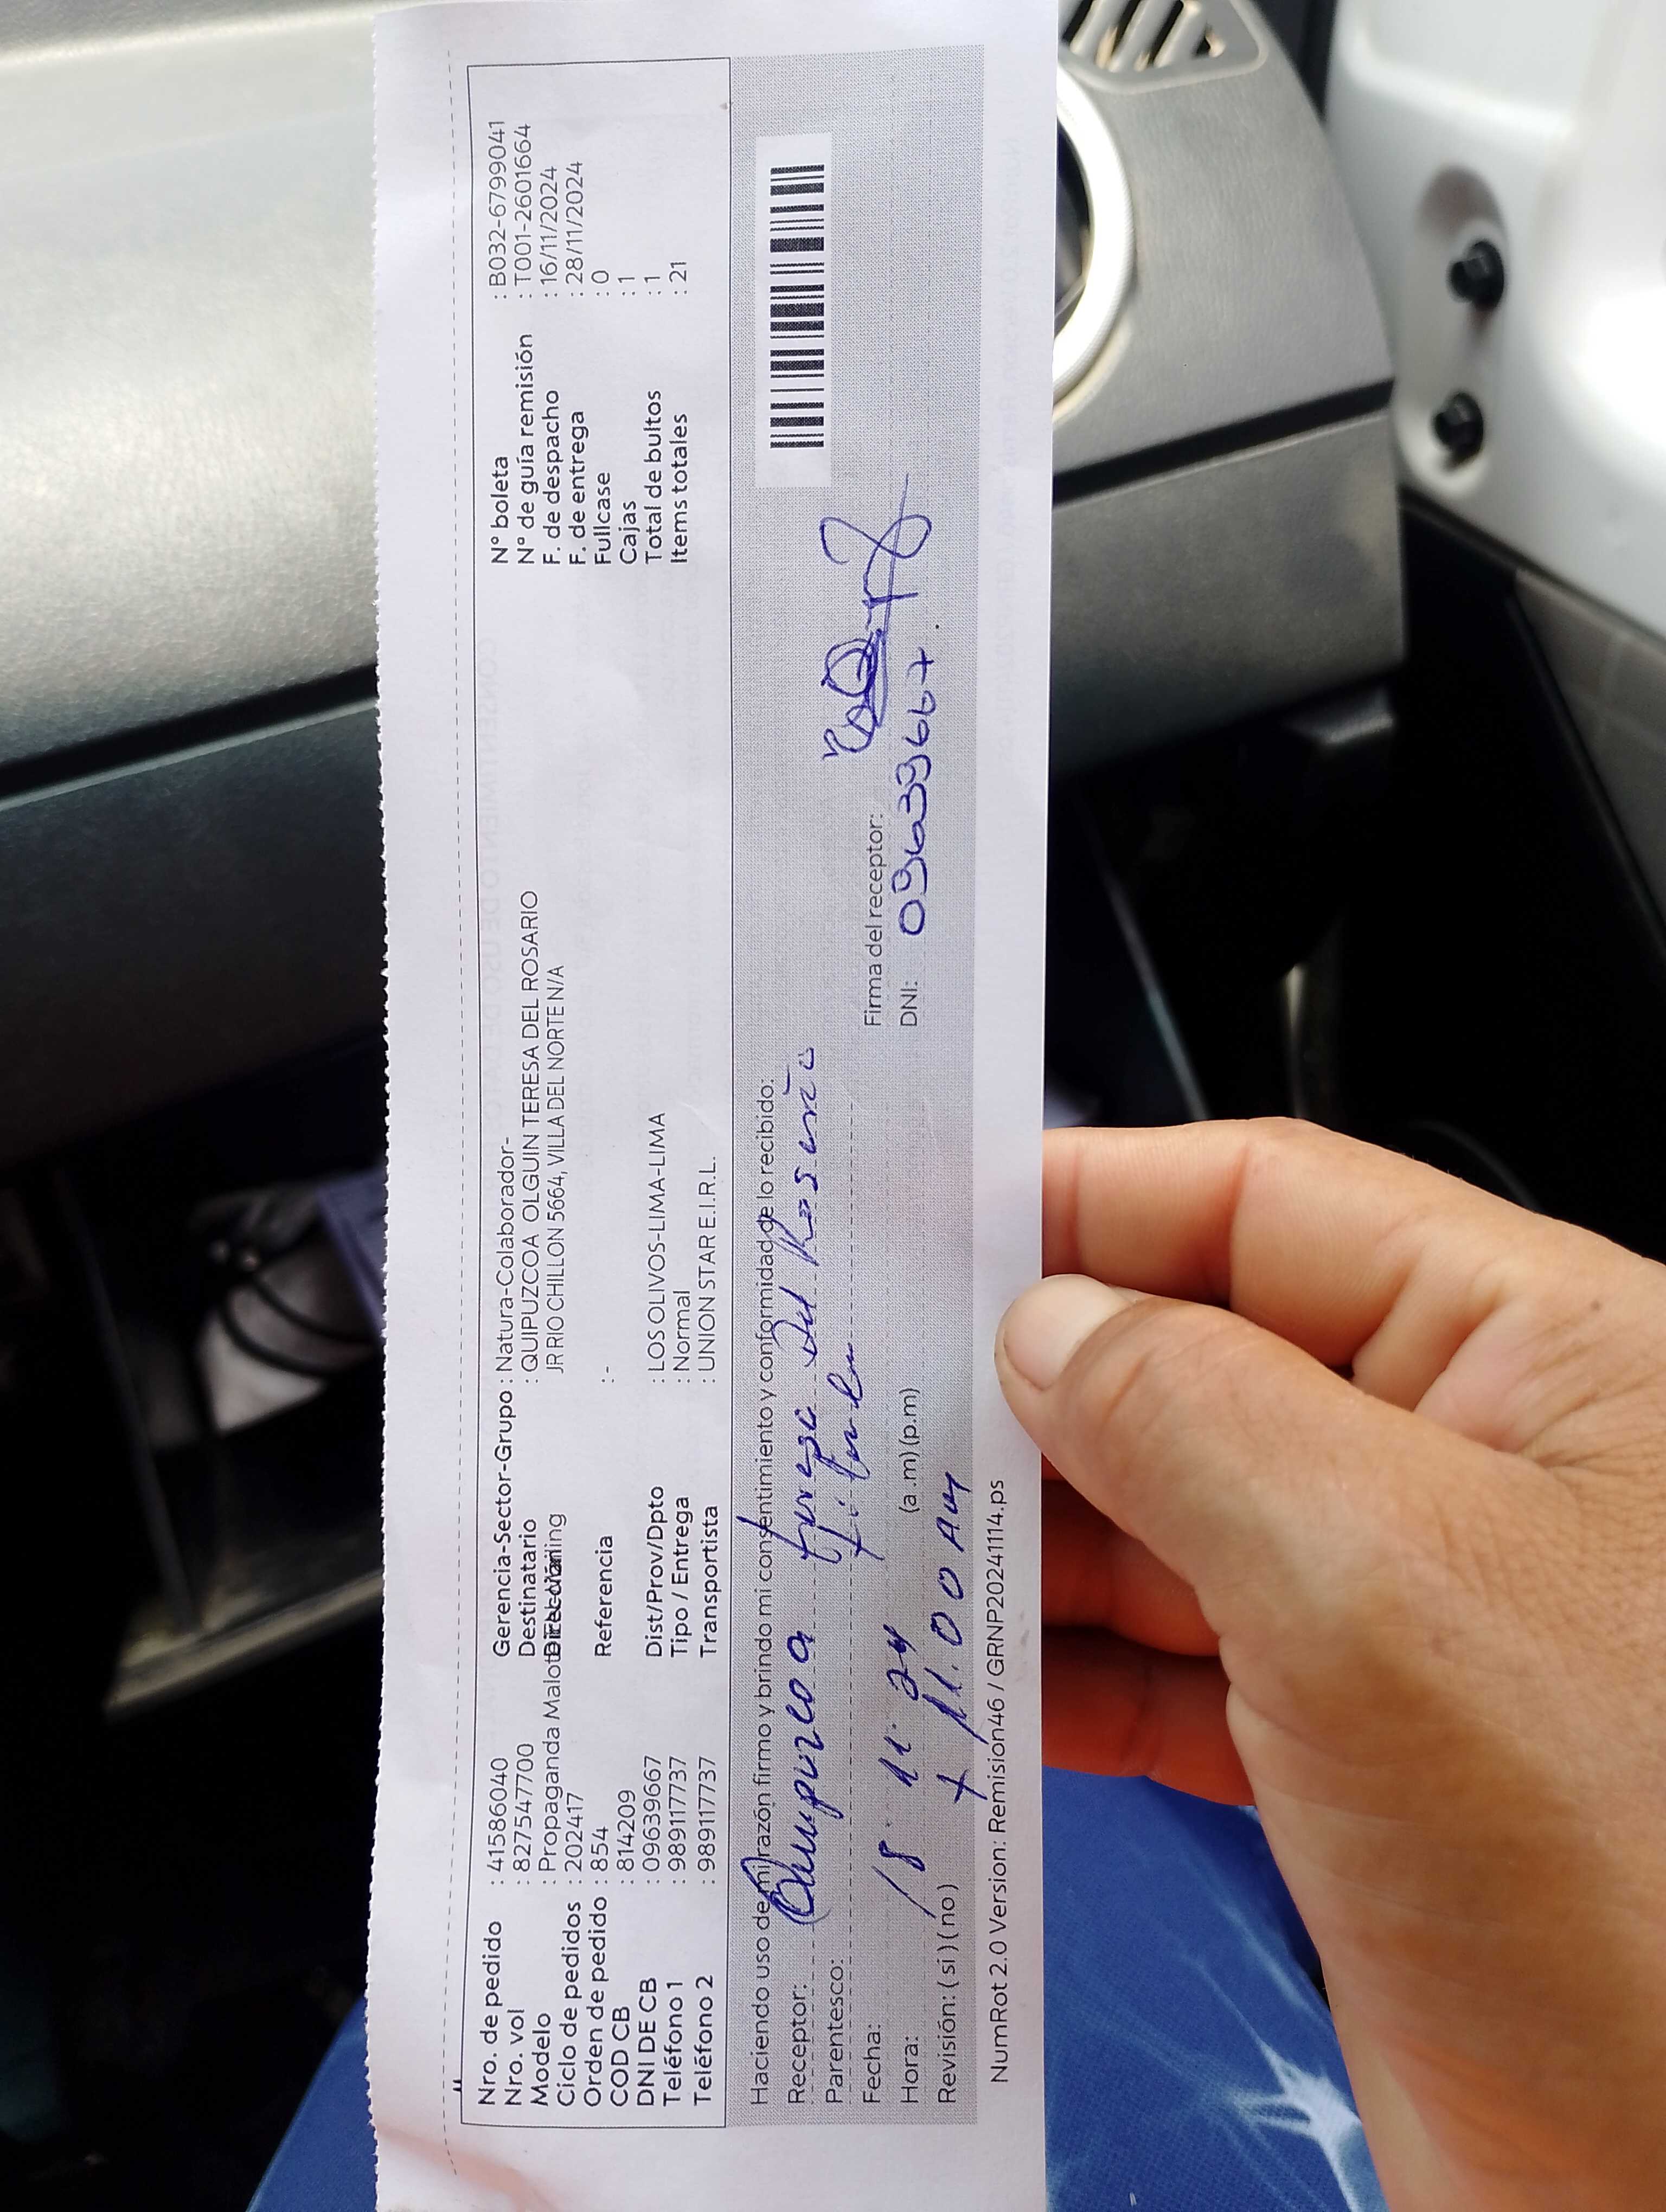 Nro. de pedido : 41586040 Gerencia-Sector-Grupo : Natura-Colaborador- N° boleta : B032-6799041
Nro. vol : 827547700 Destinatario : QUIPUZCOA OLGUIN TERESA DEL ROSARIO N° de guía remisión : T001-2601664
Modelo : Propaganda Malote Tele-Mailing Dirección JR RIO CHILLON 5664, VILLA DEL NORTE N/A F. de despacho : 16/11/2024
Ciclo de pedidos : 202417 F. de entrega : 28/11/2024
Orden de pedido : 854 Referencia :- Fullcase : 0
COD CB : 814209 Cajas : 1
DNI DE CB : 09639667 Dist/Prov/Dpto : LOS OLIVOS-LIMA-LIMA Total de bultos : 1
Teléfono 1 : 989117737 Tipo / Entrega : Normal Items totales : 21
Teléfono 2 : 989117737 Transportista : UNION STAR E.I.R.L.
Haciendo uso de mi razón firmo y brindo mi consentimiento y conformidad de lo recibido:
Receptor: Quipuzcoa Teresa Del Rosario
Parentesco:
Fecha: 18 11. 24 Firma del receptor:
Hora: (a.m) (p.m) DNI: 09639667.
Revisión: ( si ) ( no ) 11.00 AM
NumRot 2.0 Version: Remision46 / GRNP20241114.ps